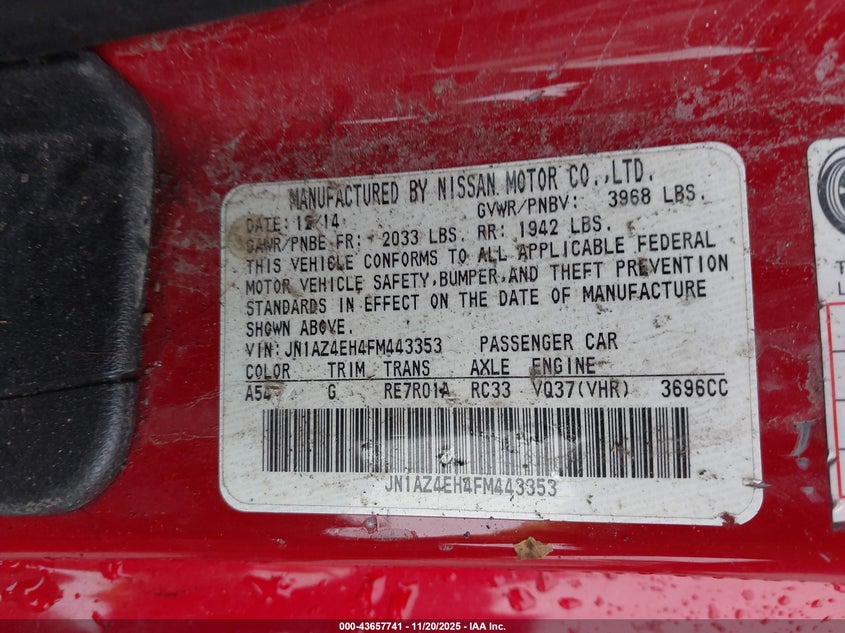 MANUFACTURED BY NISSAN MOTOR CO.,LTD.
DATE: 12/14 GVWR/PNBV: 3968 LBS.
GAWR/PNBE FR: 2033 LBS. RR: 1942 LBS.
THIS VEHICLE CONFORMS TO ALL APPLICABLE FEDERAL
MOTOR VEHICLE SAFETY,BUMPER,AND THEFT PREVENTION
STANDARDS IN EFFECT ON THE DATE OF MANUFACTURE
SHOWN ABOVE.
VIN: JN1AZ4EH4FM443353 PASSENGER CAR
COLOR TRIM TRANS AXLE ENGINE
A54 G RE7R01A RC33 VQ37(VHR) 3696CC
JN1AZ4EH4FM443353
T
L
000-43657741 - 11/20/2025 - IAA Inc.